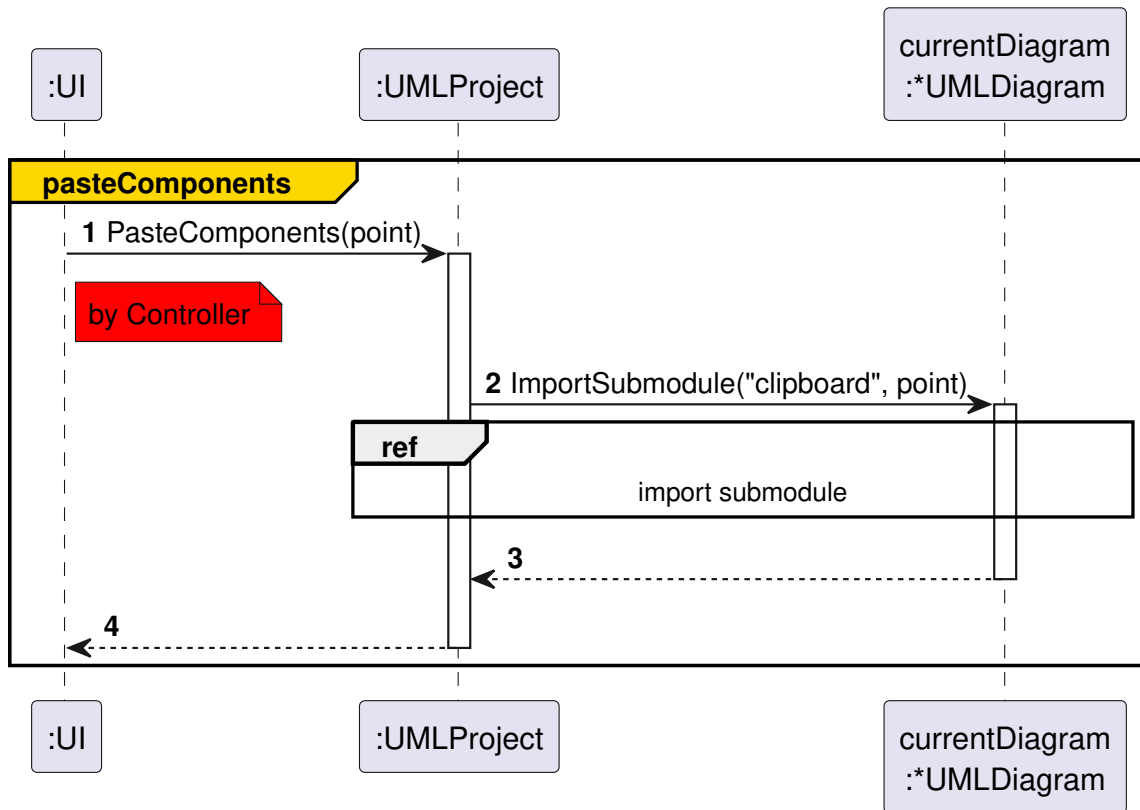 :UI
:UMLProject
currentDiagram
:*UMLDiagram
pasteComponents
1 PasteComponents(point)
by Controller
2 ImportSubmodule("clipboard", point)
ref
import submodule
3
4
:UI
:UMLProject
currentDiagram
:*UMLDiagram